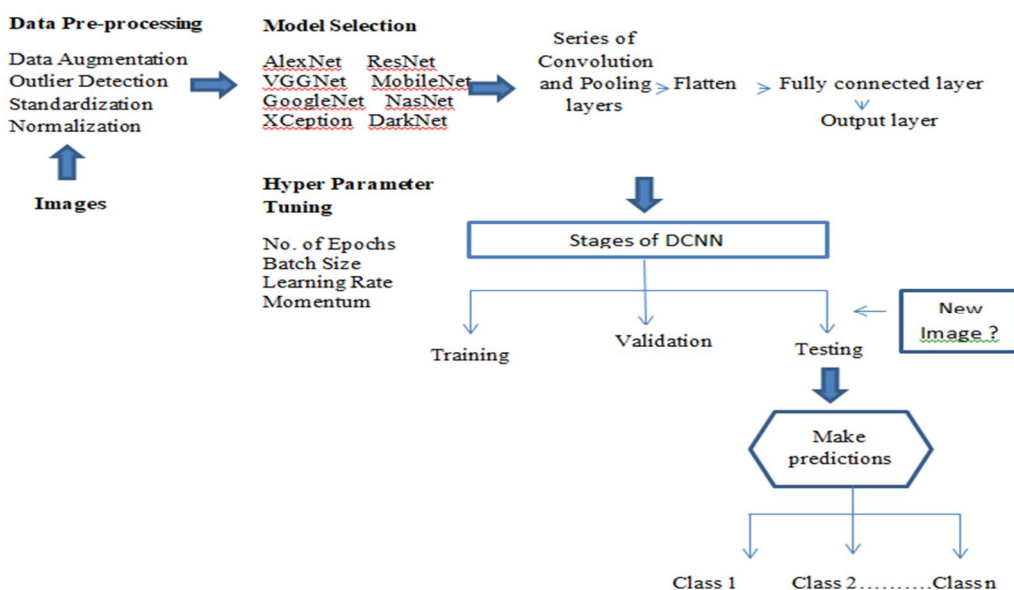 Data Pre-processing
Data Augmentation
Outlier Detection
Standardization
Normalization
Images
Model Selection
AlexNet ResNet
VGGNet MobileNet
GoogleNet NasNet
XCeption DarkNet
Series of
Convolution
and Pooling
layers
Flatten
Fully connected layer
Output layer
Hyper Parameter
Tuning
No. of Epochs
Batch Size
Learning Rate
Momentum
Stages of DCNN
Training
Validation
Testing
New
Image ?
Make
predictions
Class 1
Class 2..........Class n